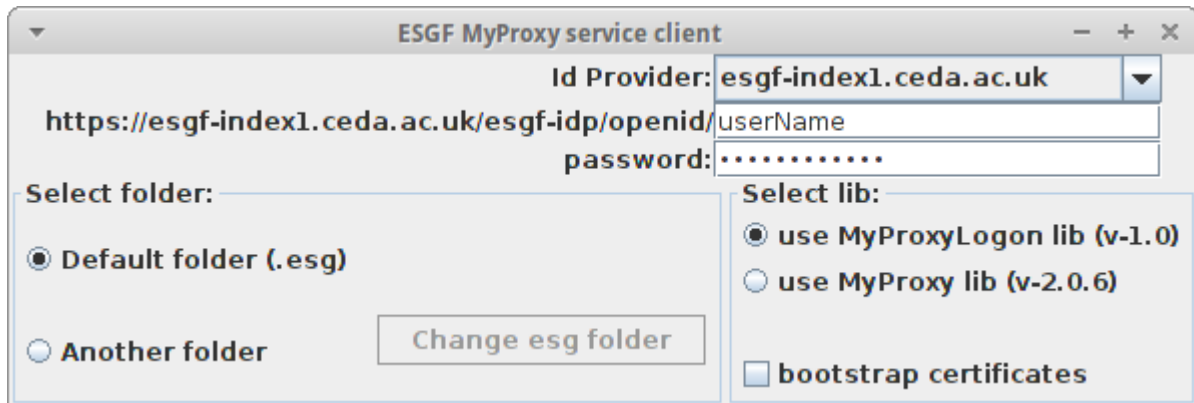 ESGF MyProxy service client
Id Provider: esgf-index1.ceda.ac.uk
https://esgf-index1.ceda.ac.uk/esgf-idp/openid/ userName
password: ••••••••••••
Select folder:
Default folder (.esg)
Another folder
Change esg folder
Select lib:
use MyProxyLogon lib (v-1.0)
use MyProxy lib (v-2.0.6)
bootstrap certificates